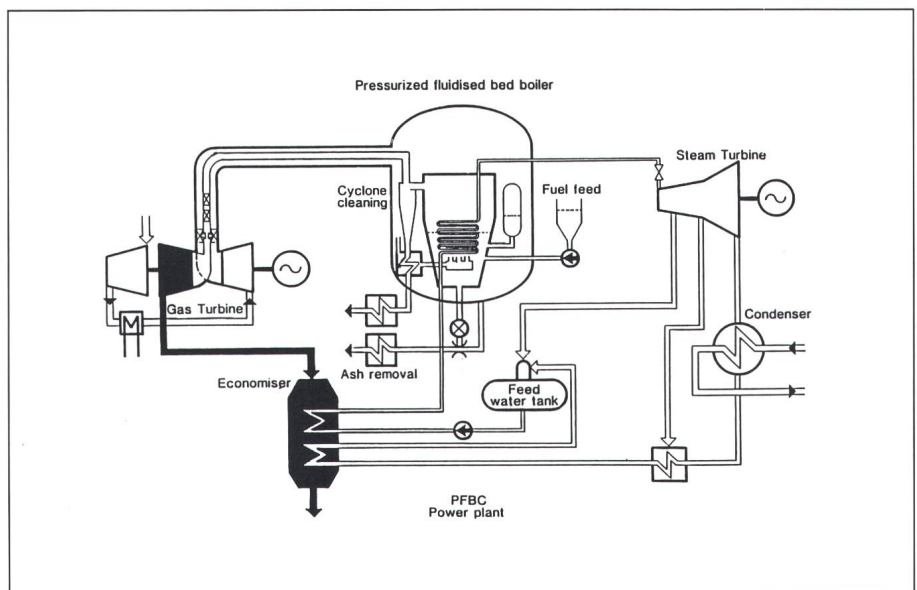 Pressurized fluidised bed boiler
Steam Turbine
Cyclone
cleaning
Fuel feed
Gas Turbine
Condenser
Ash removal
Economiser
Feed
water tank
PFBC
Power plant